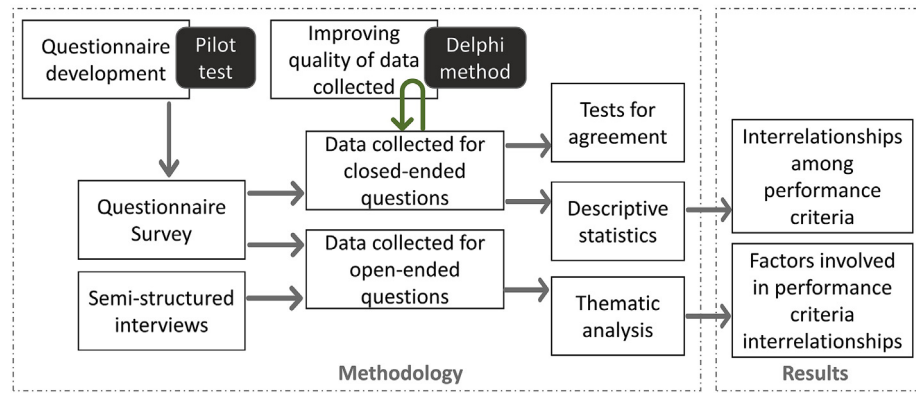 Questionnaire
development
Pilot
test
Improving
quality of data
collected
Delphi
method
Questionnaire
Survey
Semi-structured
interviews
Data collected for
closed-ended
questions
Data collected for
open-ended
questions
Tests for
agreement
Descriptive
statistics
Thematic
analysis
Methodology
Interrelationships
among
performance
criteria
Factors involved
in performance
criteria
interrelationships
Results